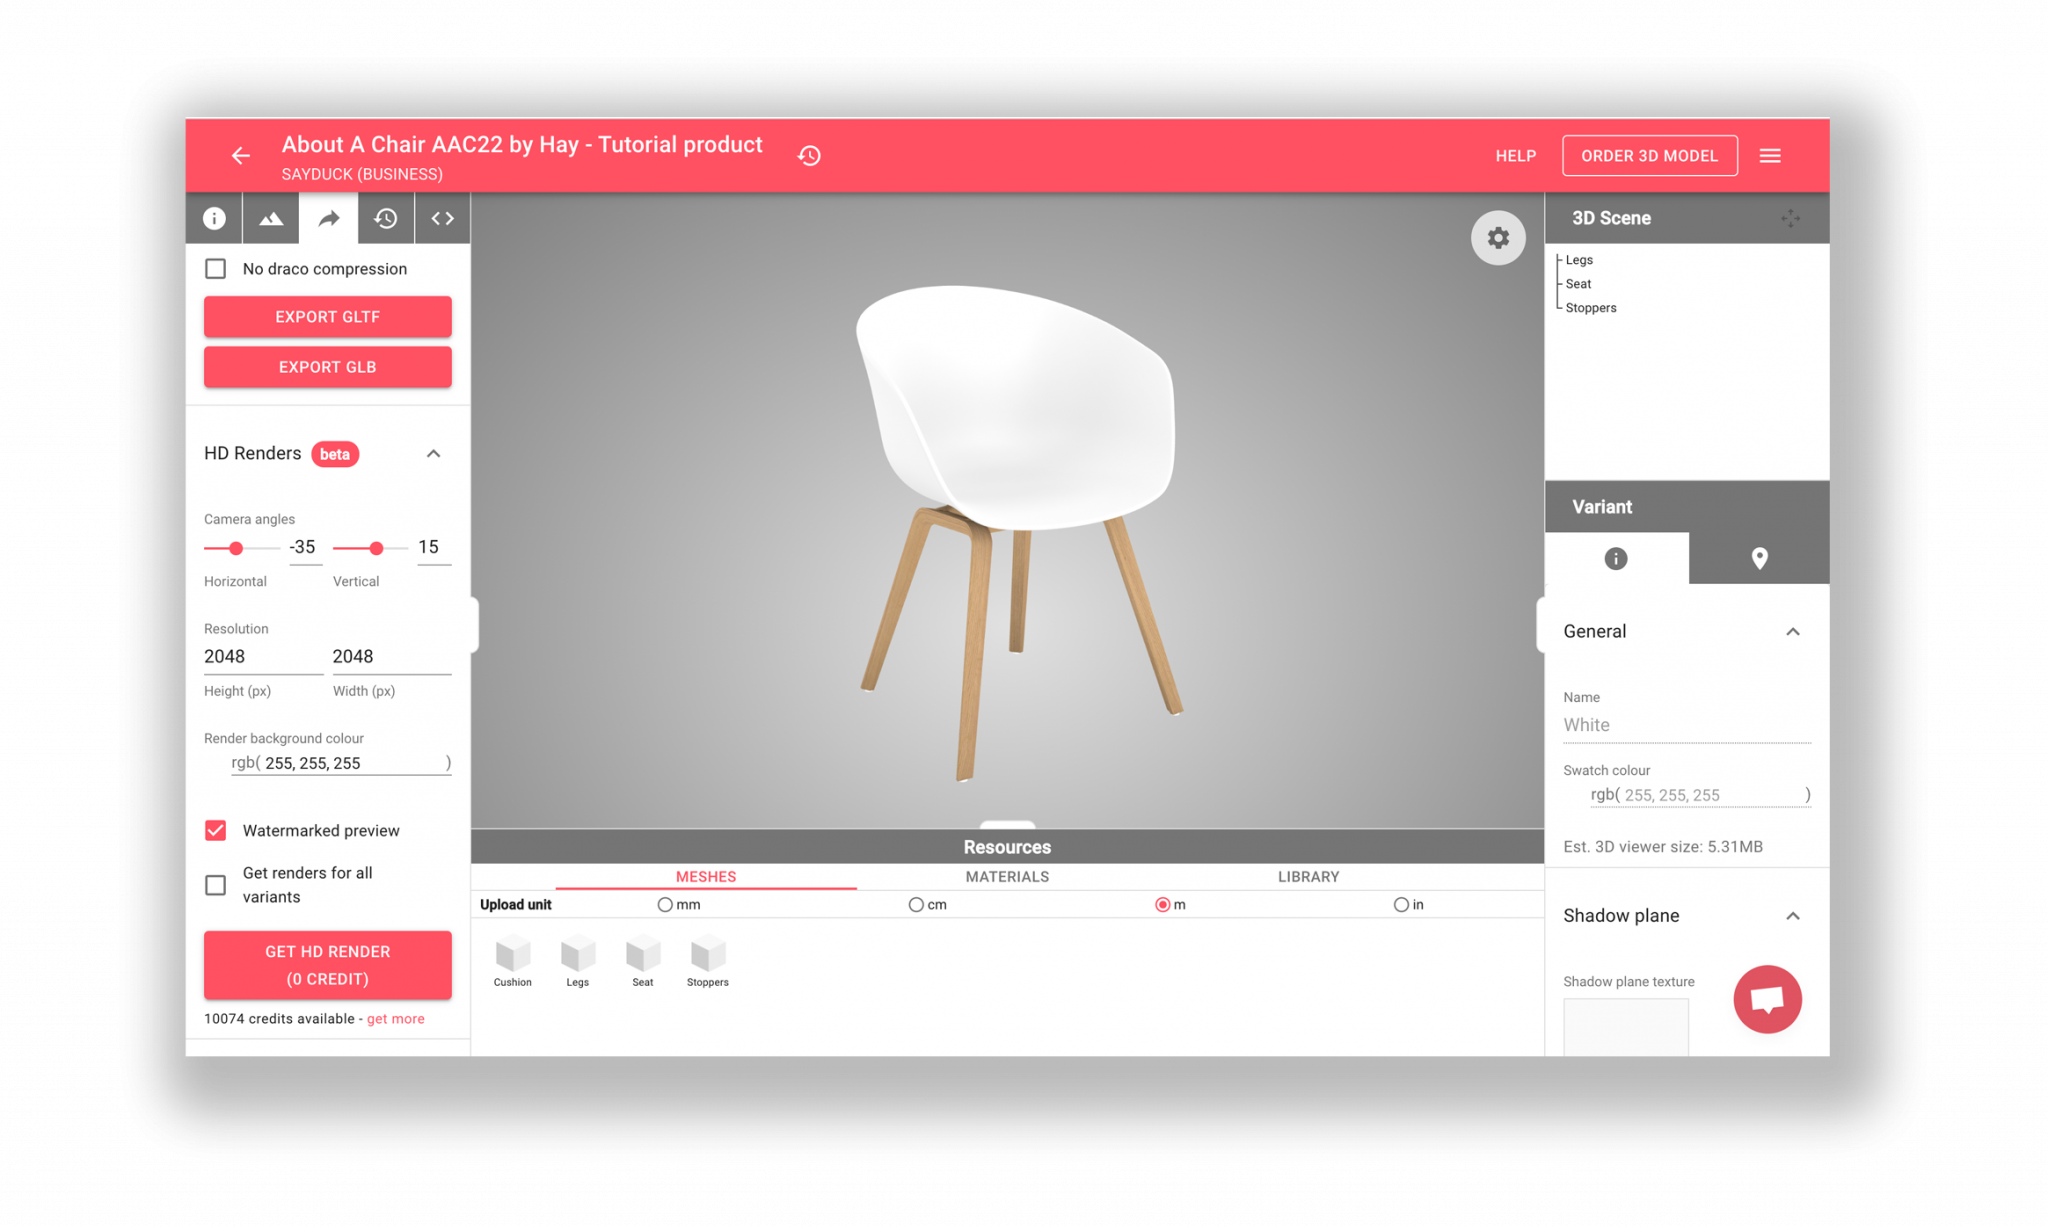 About A Chair AAC22 by Hay - Tutorial product
SAYDUCK (BUSINESS)
HELP
ORDER 3D MODEL
No draco compression
EXPORT GLTF
EXPORT GLB
HD Renders beta
Camera angles
-35 15
Horizontal Vertical
Resolution
2048 2048
Height (px) Width (px)
Render background colour
rgb( 255, 255, 255 )
Watermarked preview
Get renders for all
variants
GET HD RENDER
(0 CREDIT)
10074 credits available - get more
Resources
MESHES MATERIALS LIBRARY
Upload unit mm cm m in
Cushion Legs Seat Stoppers
3D Scene
Legs
Seat
Stoppers
Variant
General
Name
White
Swatch colour
rgb( 255, 255, 255 )
Est. 3D viewer size: 5.31MB
Shadow plane
Shadow plane texture